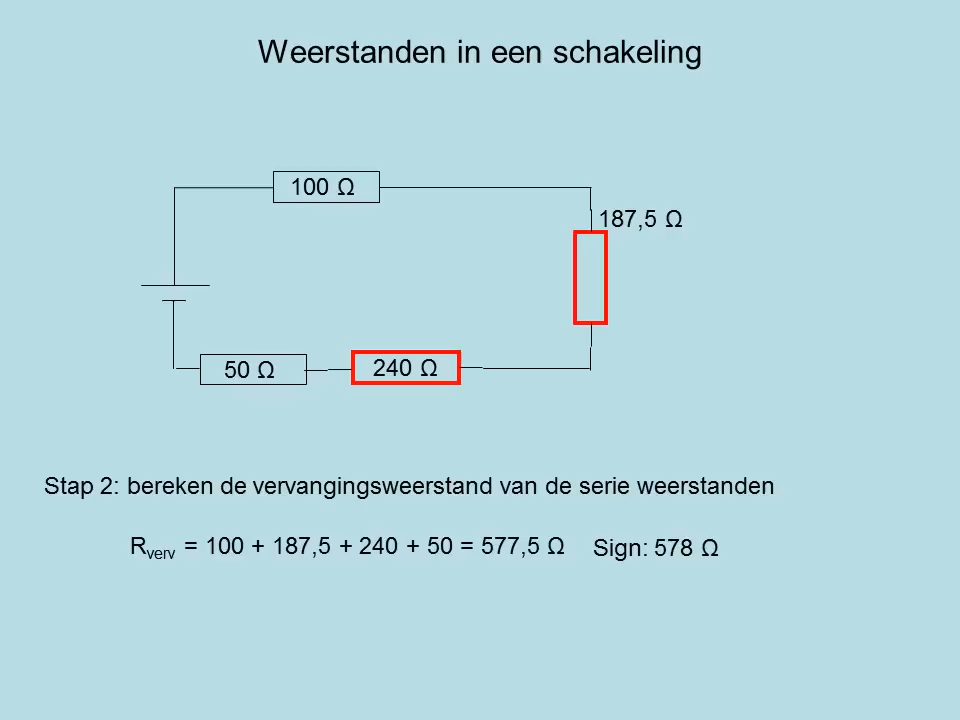 Weerstanden in een schakeling
100 Ω
187,5 Ω
50 Ω
240 Ω
Stap 2: bereken de vervangingsweerstand van de serie weerstanden
Rverv = 100 + 187,5 + 240 + 50 = 577,5 Ω Sign: 578 Ω